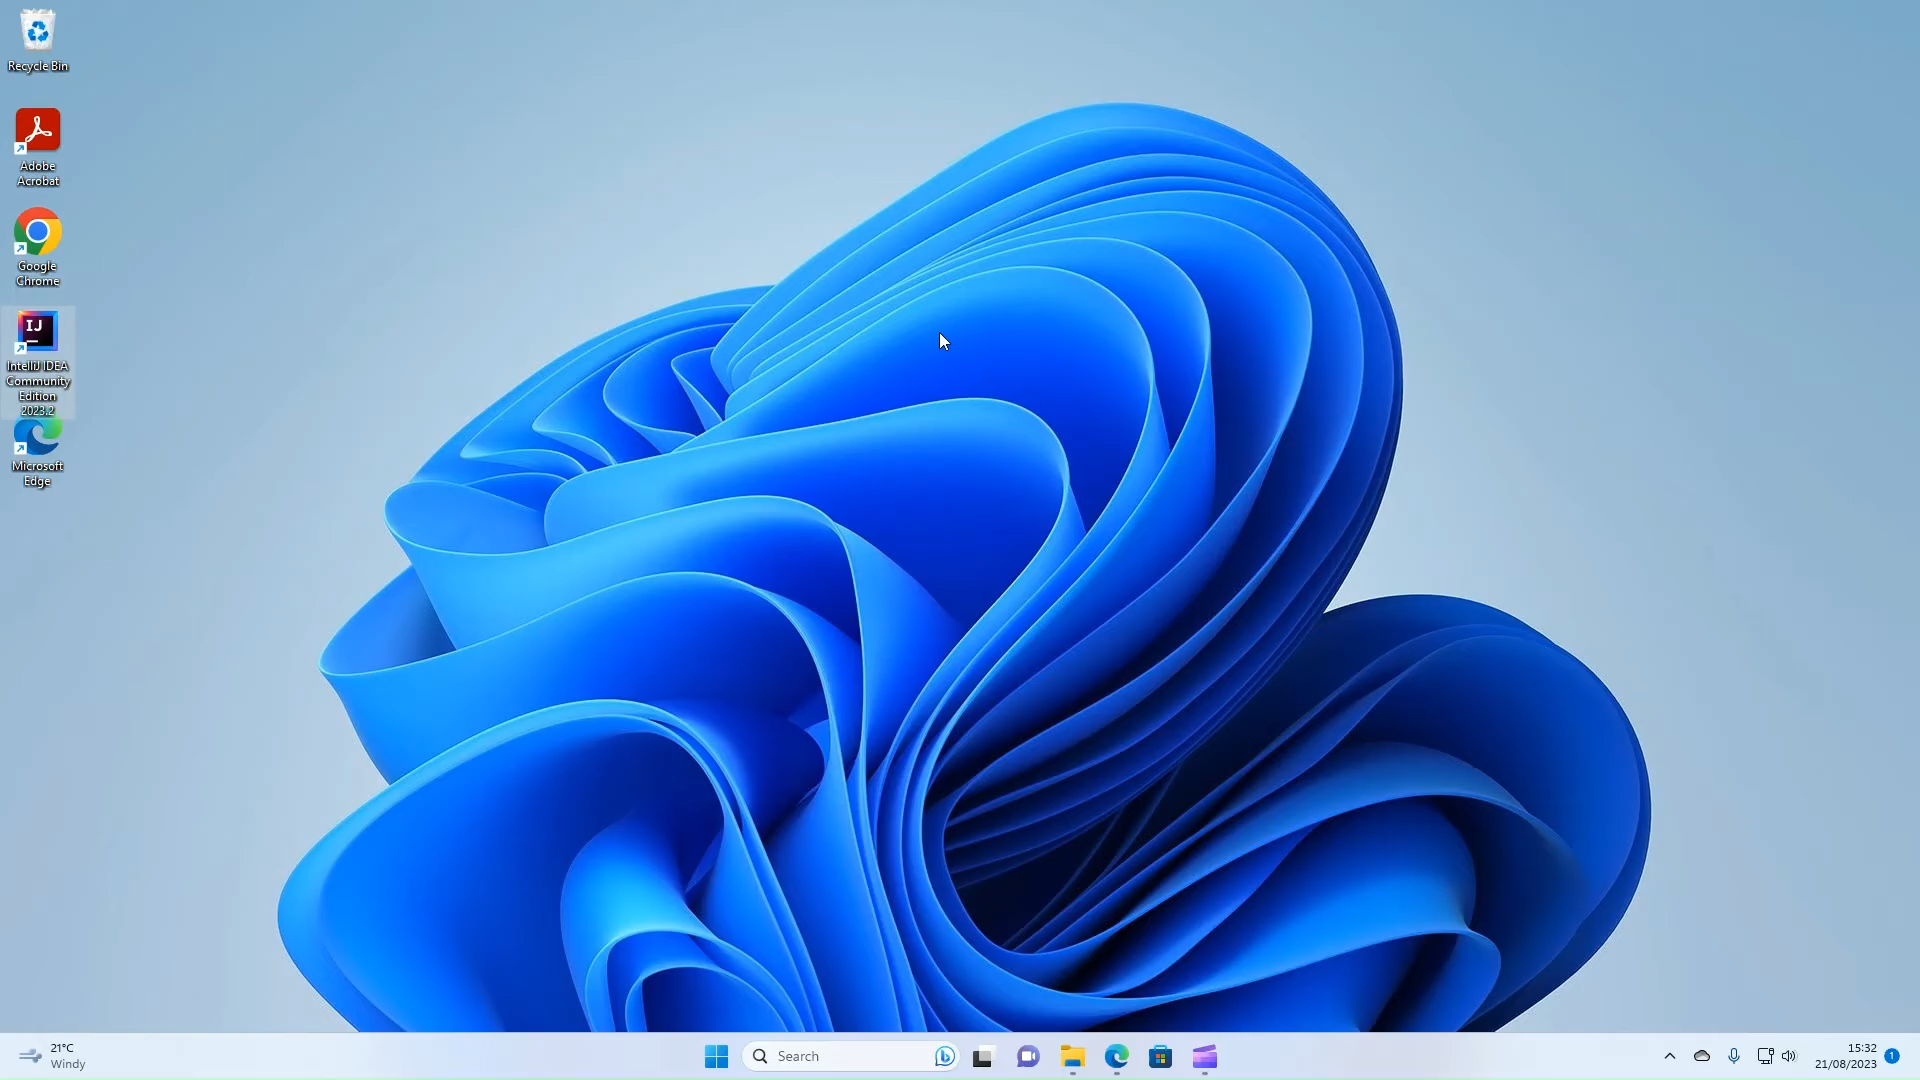 Recycle Bin
Adobe
Acrobat
Google
Chrome
IJ
IntelliJ IDEA
Community
Edition
2023.2
Microsoft
Edge
21°C
Windy
Search
15:32
21/08/2023
1